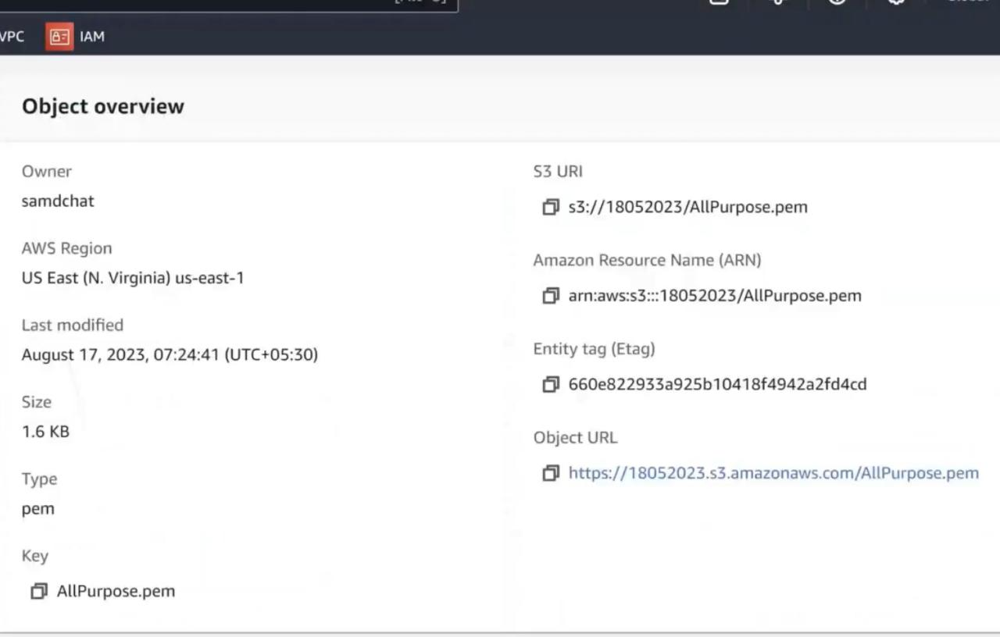 VPC
IAM
Object overview
Owner
samdchat
AWS Region
US East (N. Virginia) us-east-1
Last modified
August 17, 2023, 07:24:41 (UTC+05:30)
Size
1.6 KB
Type
pem
Key
AllPurpose.pem
S3 URI
s3://18052023/AllPurpose.pem
Amazon Resource Name (ARN)
arn:aws:s3:::18052023/AllPurpose.pem
Entity tag (Etag)
660e822933a925b10418f4942a2fd4cd
Object URL
https://18052023.s3.amazonaws.com/AllPurpose.pem